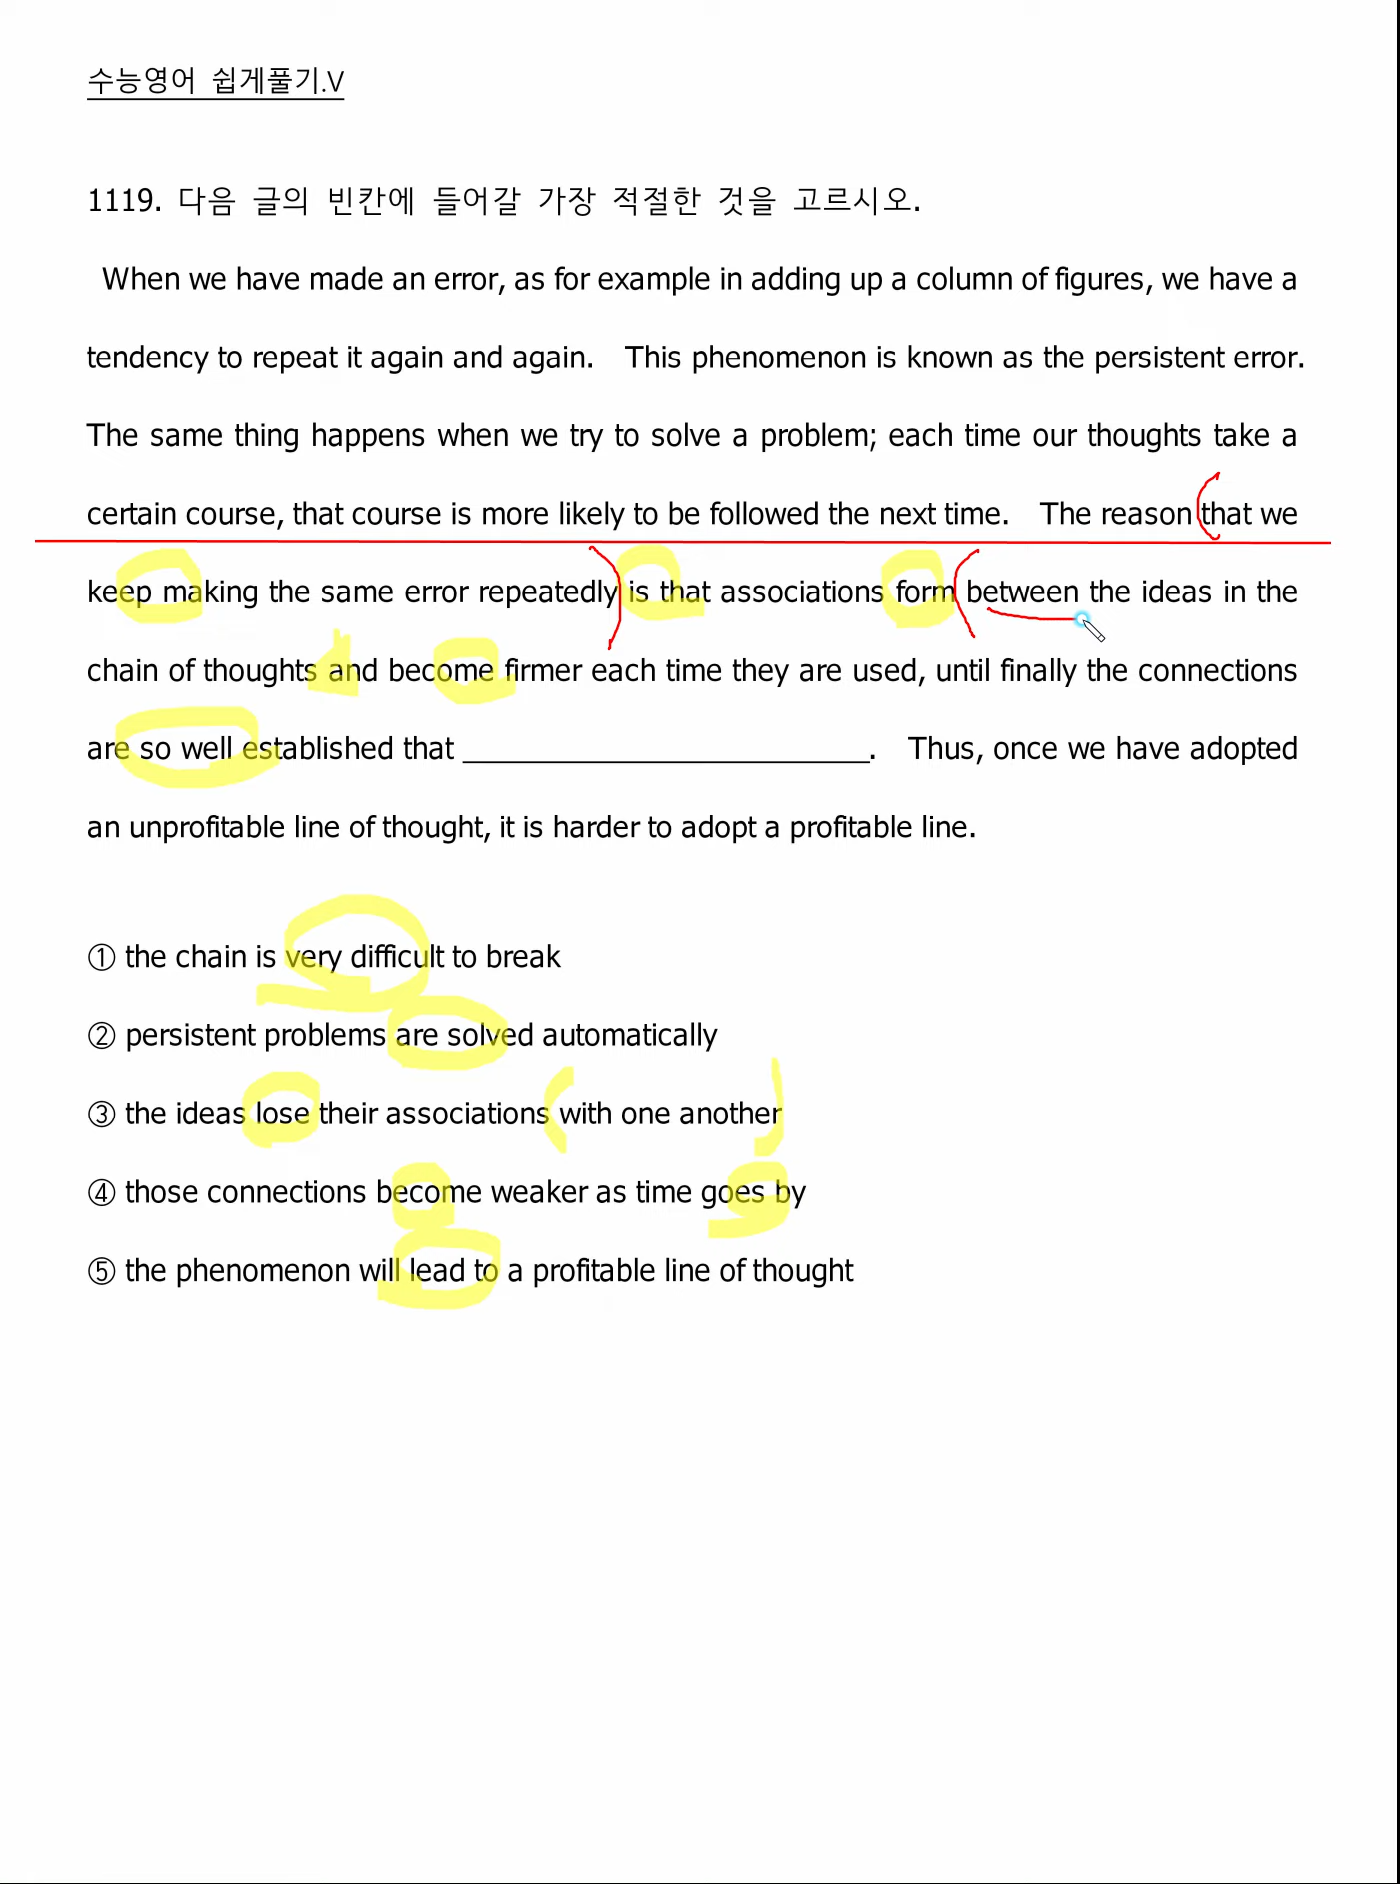 수능영어 쉽게풀기.V
1119. 다음 글의 빈칸에 들어갈 가장 적절한 것을 고르시오.
When we have made an error, as for example in adding up a column of figures, we have a
tendency to repeat it again and again. This phenomenon is known as the persistent error.
The same thing happens when we try to solve a problem; each time our thoughts take a
certain course, that course is more likely to be followed the next time. The reason that we
keep making the same error repeatedly is that associations form between the ideas in the
chain of thoughts and become firmer each time they are used, until finally the connections
are so well established that ____________________________. Thus, once we have adopted
an unprofitable line of thought, it is harder to adopt a profitable line.
① the chain is very difficult to break
② persistent problems are solved automatically
③ the ideas lose their associations with one another
④ those connections become weaker as time goes by
⑤ the phenomenon will lead to a profitable line of thought